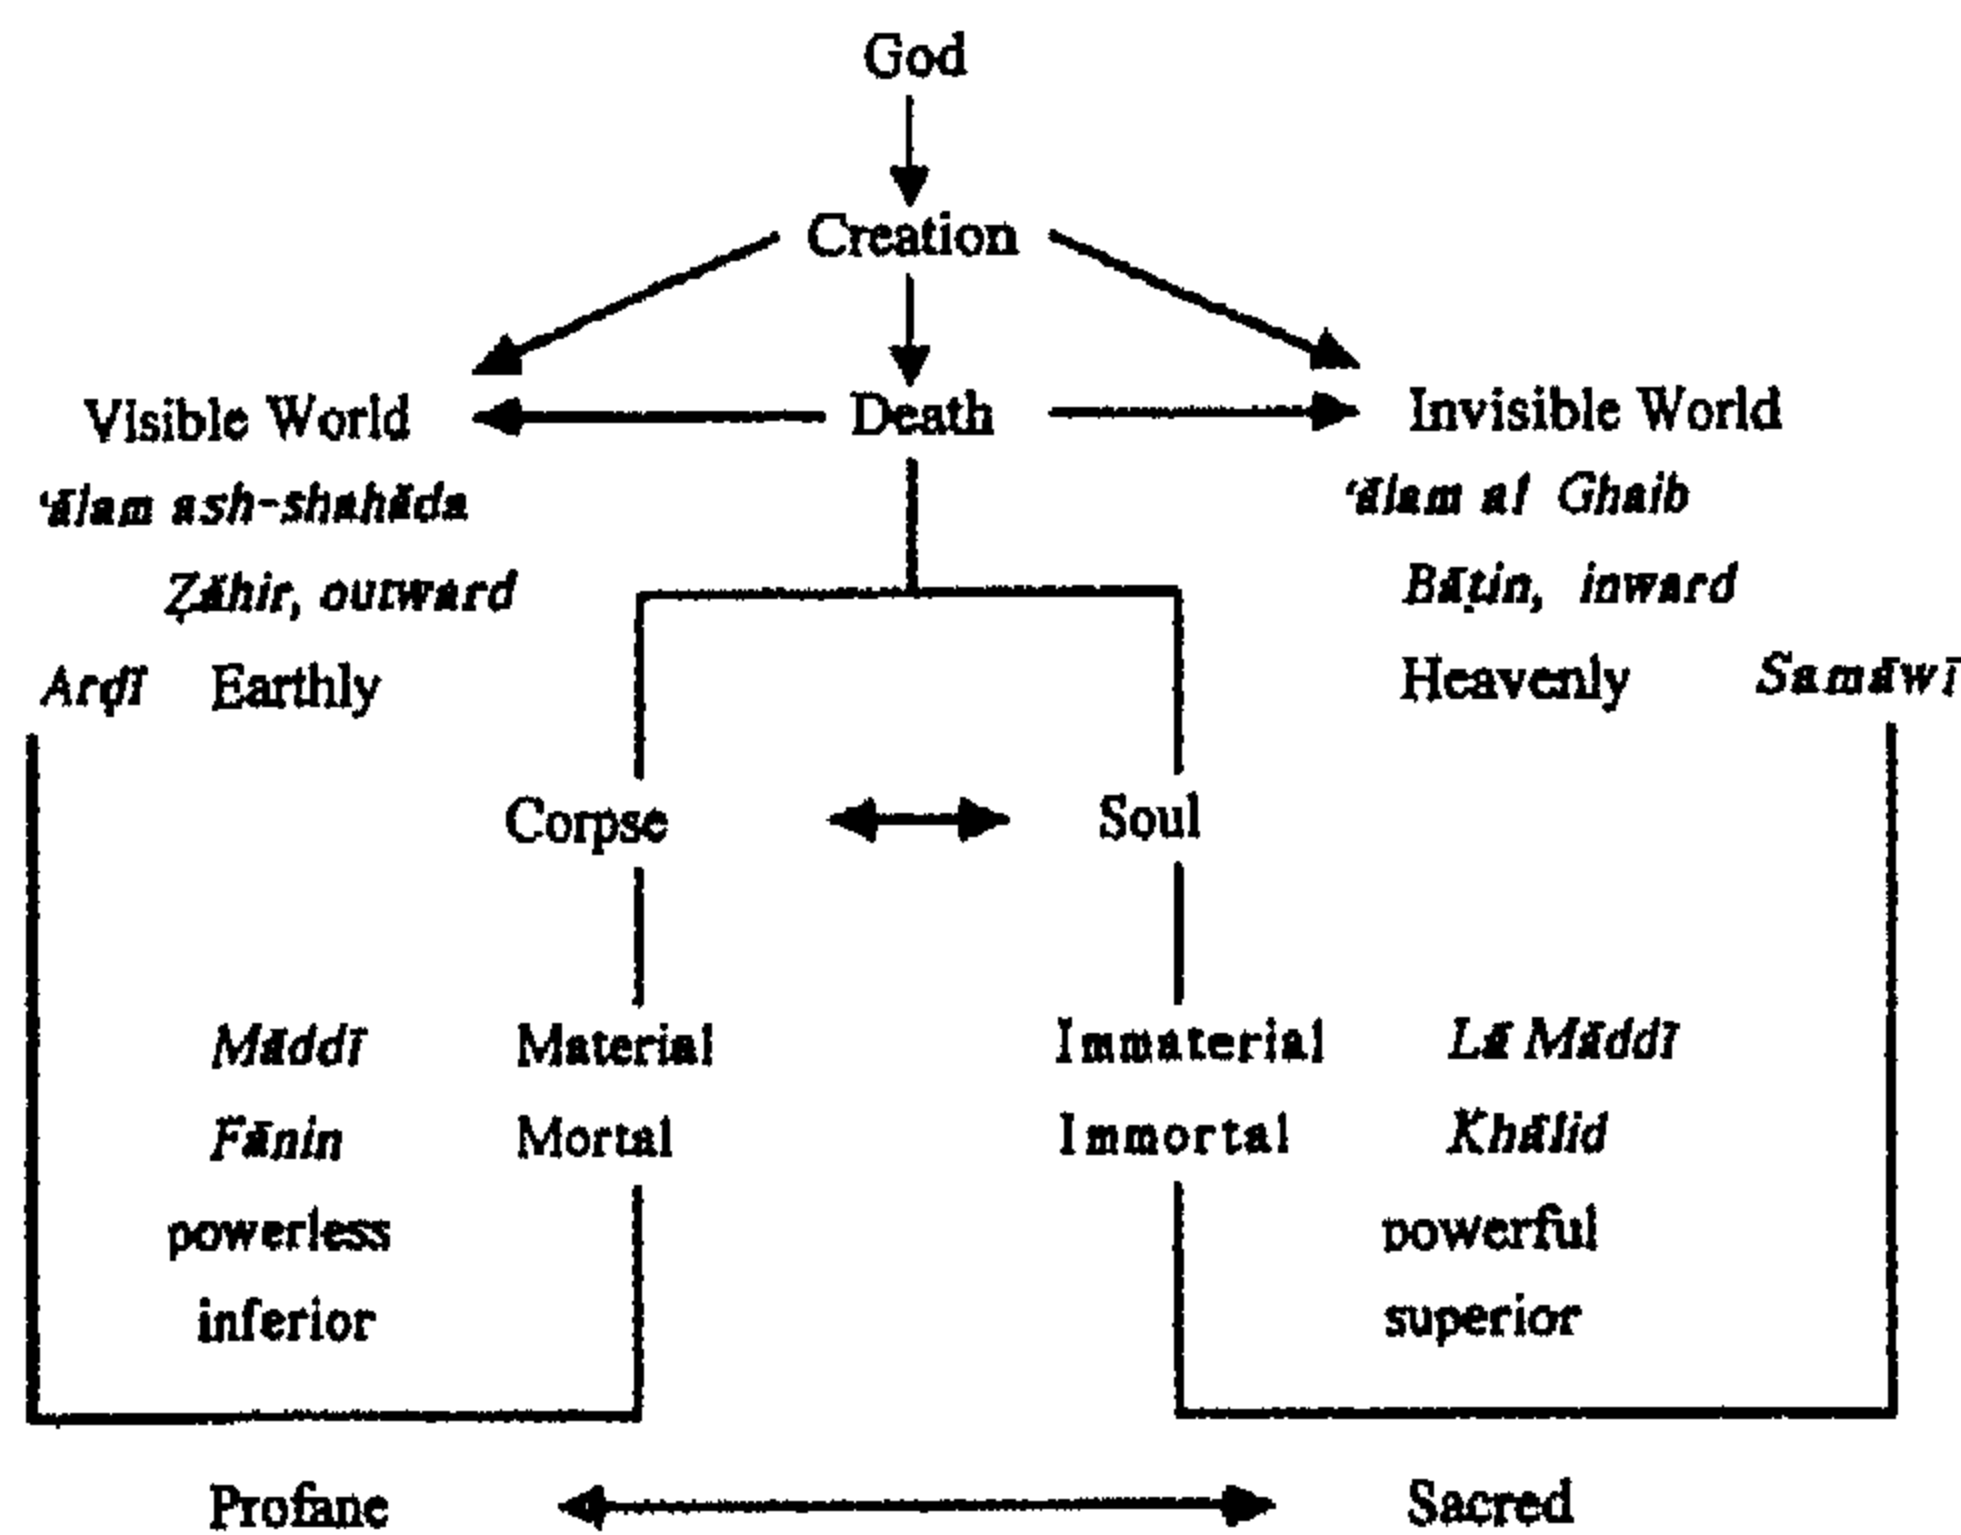 God
Creation
Visible World Death Invisible World
‘ālam ash-shahāda ‘ālam al Ghaib
Ẓāhir, outward Bāṭin, inward
Arḍī Earthly Heavenly Samāwī
Corpse Soul
Māddī Material Immaterial Lā Māddī
Fānin Mortal Immortal Khālid
powerless powerful
inferior superior
Profane Sacred